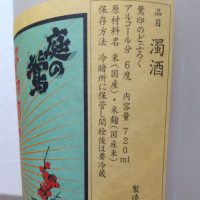 品目 濁酒
鶯印のどぶろく
アルコール分 6度 内容量 720ml
原材料名 米(国産)・米麹(国産米)
保存方法 冷暗所に保管し開栓後は要冷蔵
製造
庭の鶯